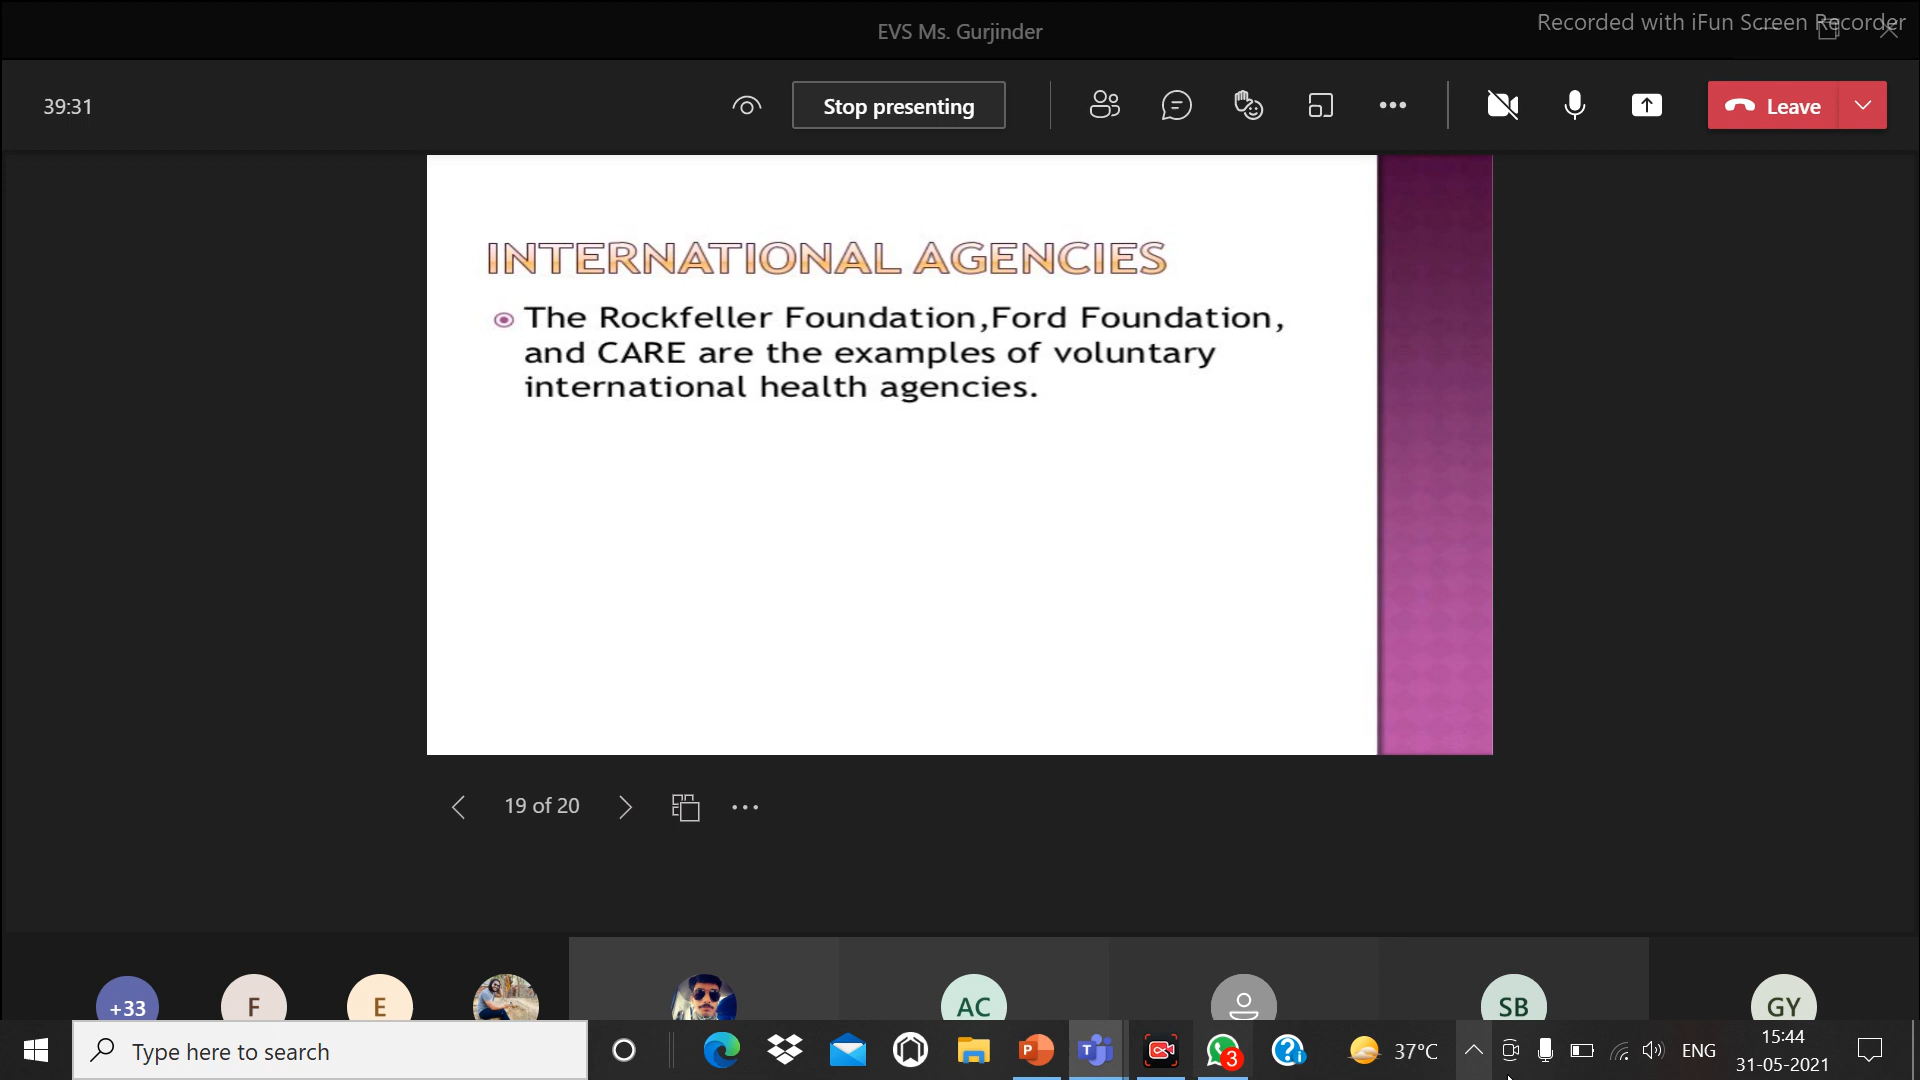 EVS Ms. Gurjinder
Recorded with iFun Screen Recorder
39:31
Stop presenting
Leave
INTERNATIONAL AGENCIES
The Rockfeller Foundation,Ford Foundation,
and CARE are the examples of voluntary
international health agencies.
19 of 20
+33
F
E
AC
SB
GY
Type here to search
3
37°C
ENG
15:44
31-05-2021